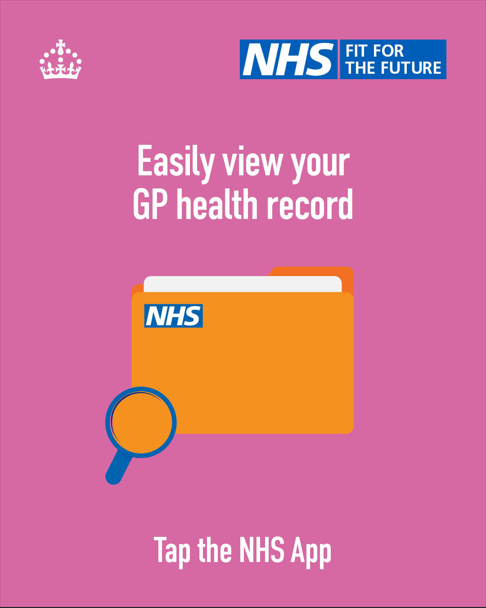 NHS FIT FOR
THE FUTURE
Easily view your
GP health record
NHS
Tap the NHS App